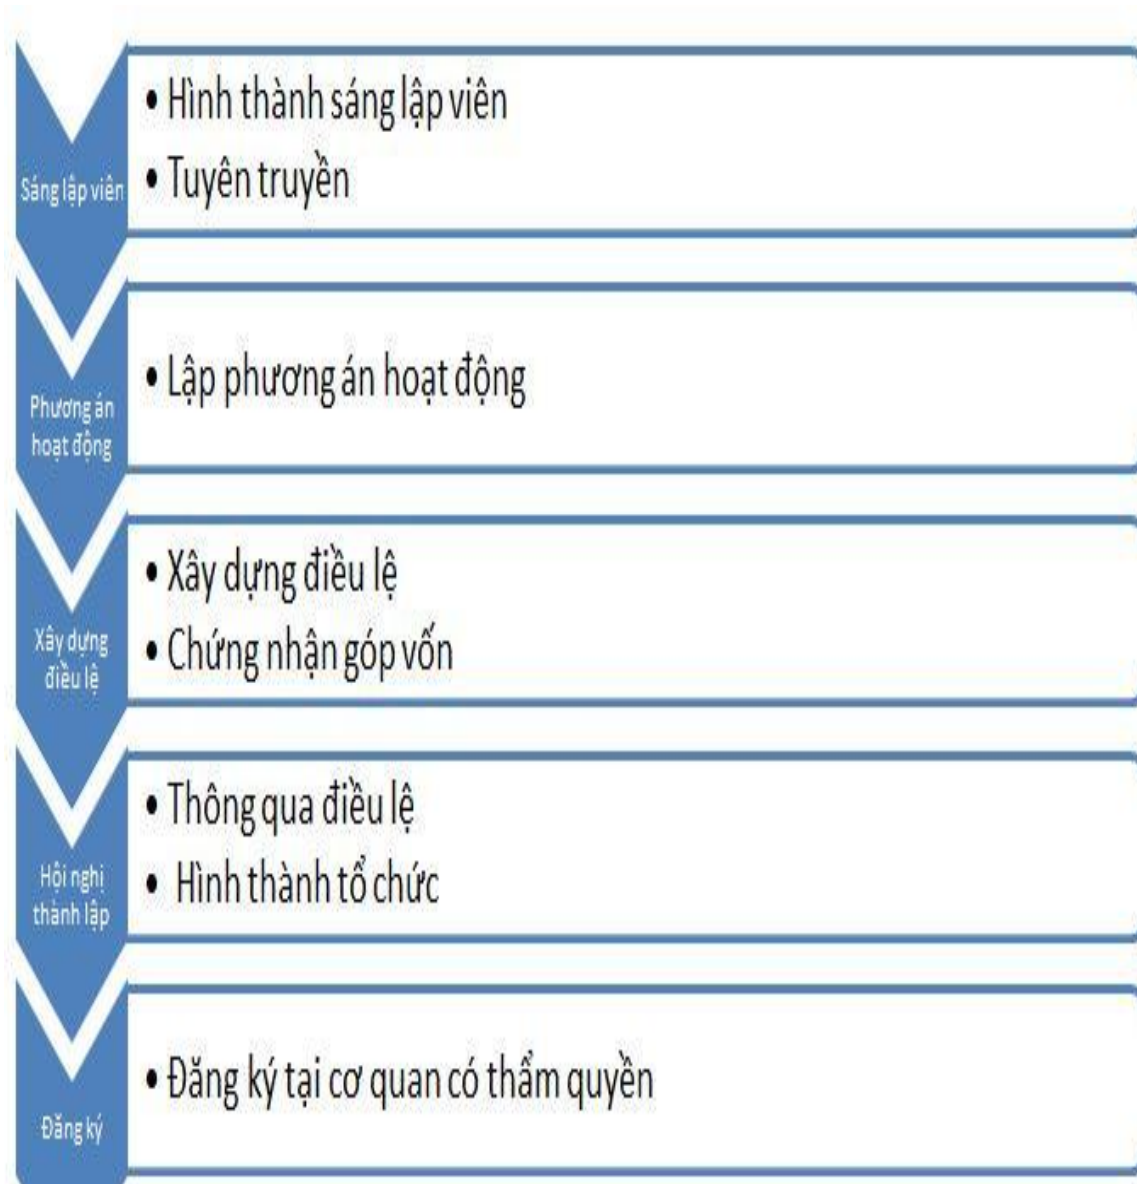 Sáng lập viên
• Hình thành sáng lập viên
• Tuyên truyền
Phương án
hoạt động
• Lập phương án hoạt động
Xây dựng
điều lệ
• Xây dựng điều lệ
• Chứng nhận góp vốn
Hội nghị
thành lập
• Thông qua điều lệ
• Hình thành tổ chức
Đăng ký
• Đăng ký tại cơ quan có thẩm quyền